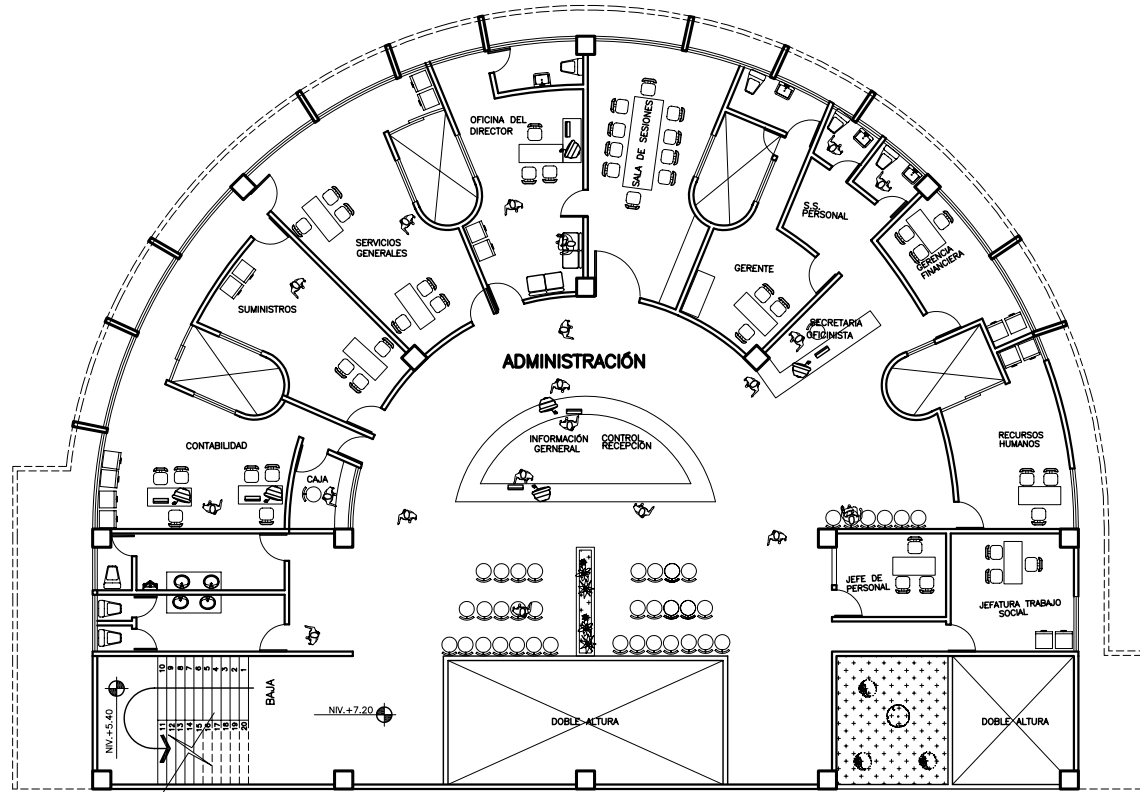 OFICINA DEL
DIRECTOR
SALA DE SESIONES
S.S.
PERSONAL
SERVICIOS
GENERALES
GERENCIA
FINANCIERA
GERENTE
SUMINISTROS
SECRETARIA
OFICINISTA
ADMINISTRACIÓN
INFORMACIÓN
GERNERAL
CONTROL
RECEPCIÓN
CONTABILIDAD
RECURSOS
HUMANOS
CAJA
JEFE DE
PERSONAL
JEFATURA TRABAJO
SOCIAL
10 9 8 7 6 5 4 3 2 1
BAJA
NIV.+5.40
NIV.+7.20
11 12 13 14 15 16 17 18 19 20
DOBLE ALTURA
DOBLE ALTURA